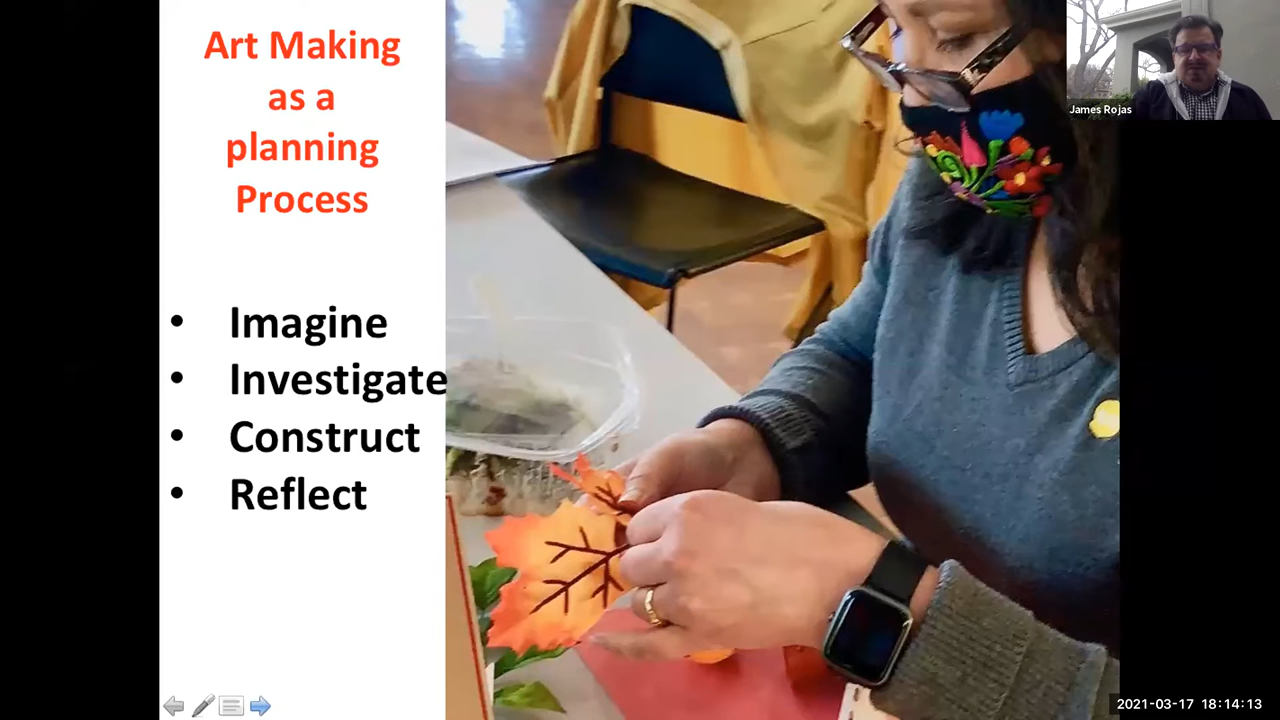 Art Making
as a
planning
Process
• Imagine
• Investigate
• Construct
• Reflect
James Rojas
2021-03-17 18:14:13